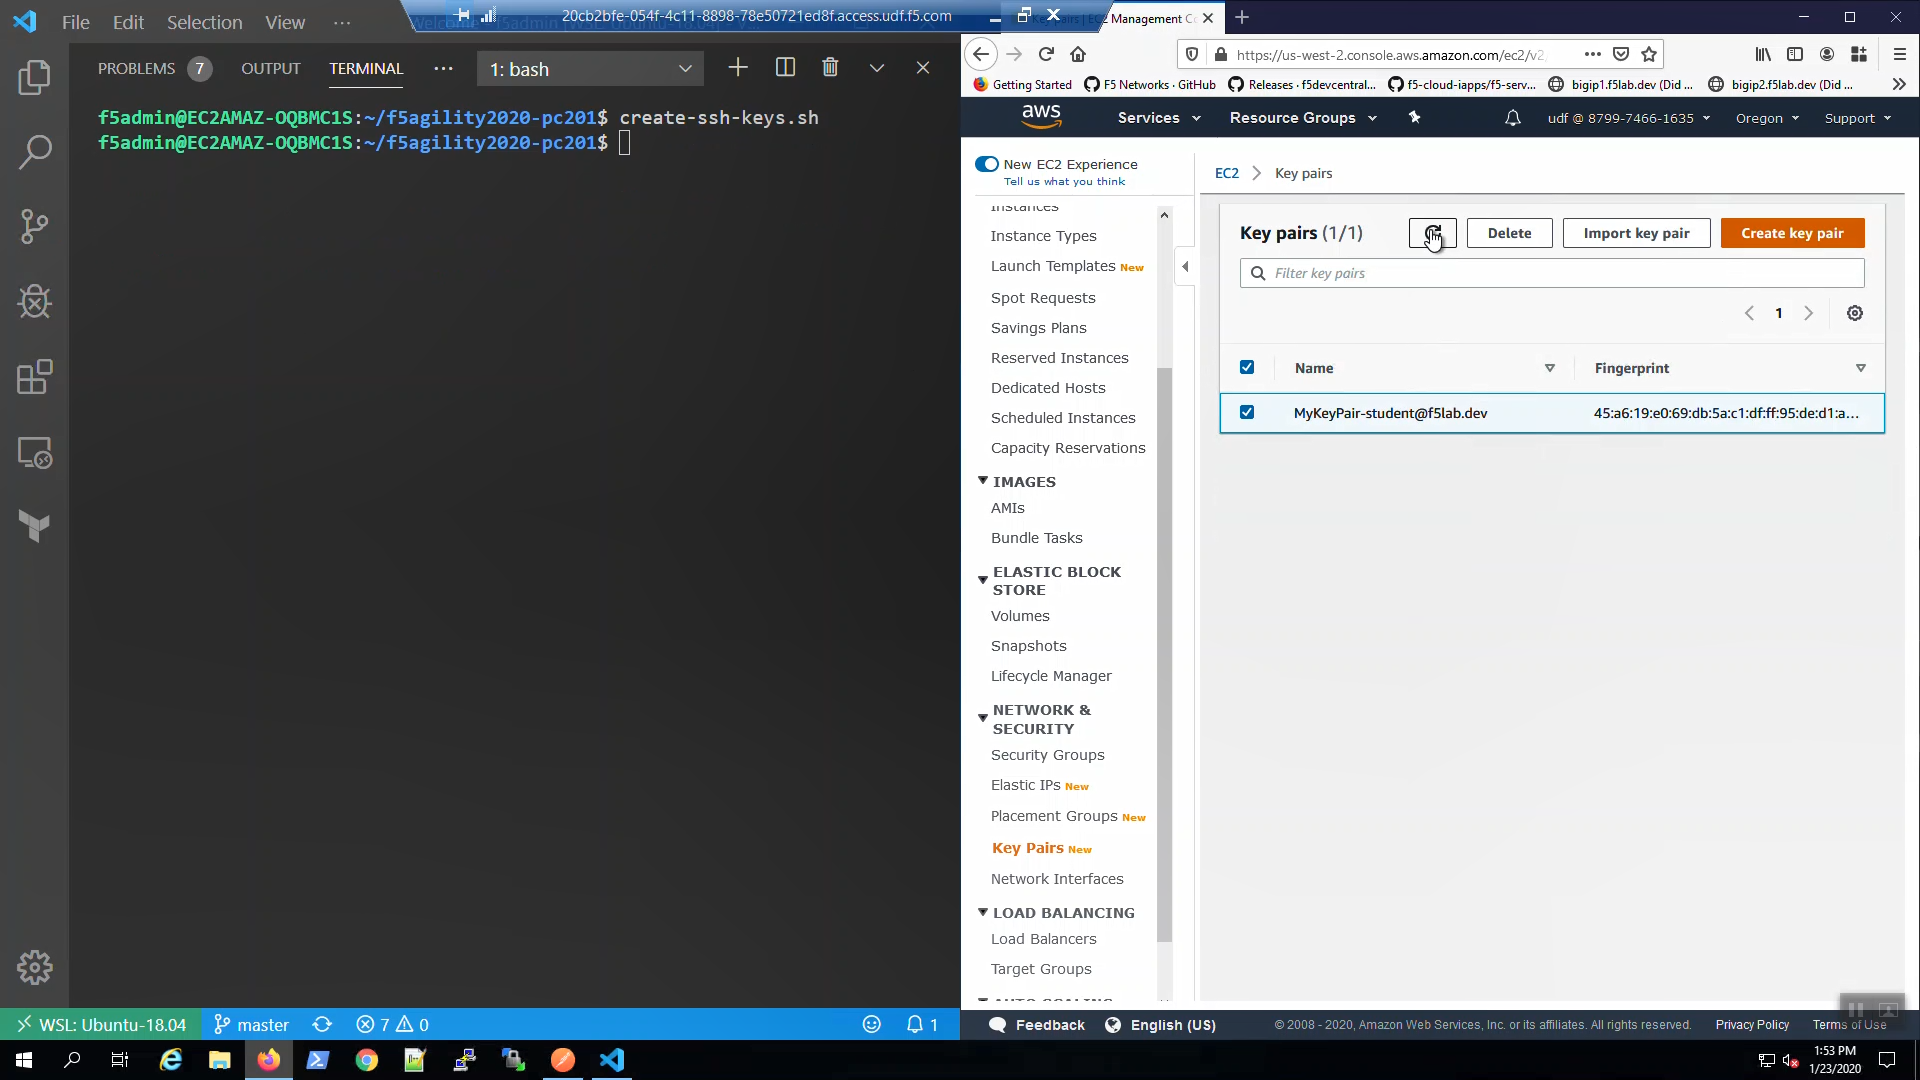 File Edit Selection View ···
20cb2bfe-054f-4c11-8898-78e50721ed8f.access.udf.f5.com
PROBLEMS 7 OUTPUT TERMINAL ··· 1: bash
f5admin@EC2AMAZ-OQBMC1S:~/f5agility2020-pc201$ create-ssh-keys.sh
f5admin@EC2AMAZ-OQBMC1S:~/f5agility2020-pc201$
WSL: Ubuntu-18.04 master 7 0 1
EC2 Management
https://us-west-2.console.aws.amazon.com/ec2/v2
Getting Started F5 Networks · GitHub Releases · f5devcentral... f5-cloud-iapps/f5-serv... bigip1.f5lab.dev (Did ... bigip2.f5lab.dev (Did ...
aws Services Resource Groups udf @ 8799-7466-1635 Oregon Support
New EC2 Experience
Tell us what you think
Instances
Instance Types
Launch Templates New
Spot Requests
Savings Plans
Reserved Instances
Dedicated Hosts
Scheduled Instances
Capacity Reservations
IMAGES
AMIs
Bundle Tasks
ELASTIC BLOCK
STORE
Volumes
Snapshots
Lifecycle Manager
NETWORK &
SECURITY
Security Groups
Elastic IPs New
Placement Groups New
Key Pairs New
Network Interfaces
LOAD BALANCING
Load Balancers
Target Groups
AUTO SCALING
EC2 Key pairs
Key pairs (1/1) Delete Import key pair Create key pair
Filter key pairs
1
Name Fingerprint
MyKeyPair-student@f5lab.dev 45:a6:19:e0:69:db:5a:c1:df:ff:95:de:d1:a...
Feedback English (US) © 2008 - 2020, Amazon Web Services, Inc. or its affiliates. All rights reserved. Privacy Policy Terms of Use
1:53 PM
1/23/2020